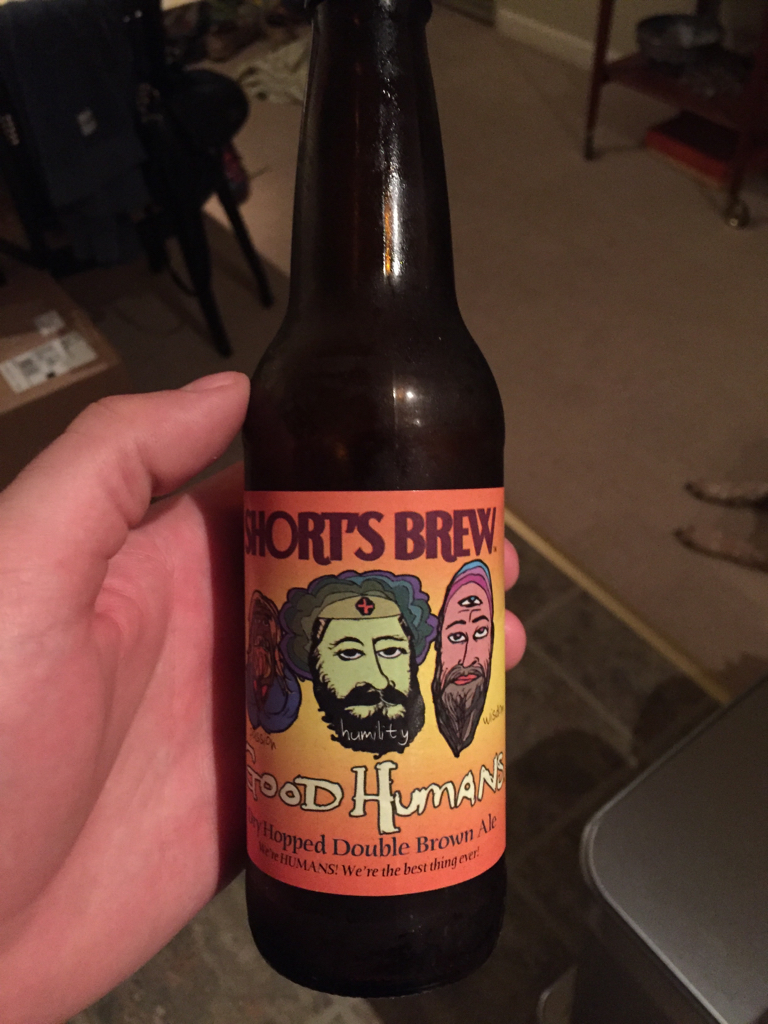 SHORT'S BREW
humility
wisdom
GOOD HUMANS
Dry Hopped Double Brown Ale
We're HUMANS! We're the best thing ever!